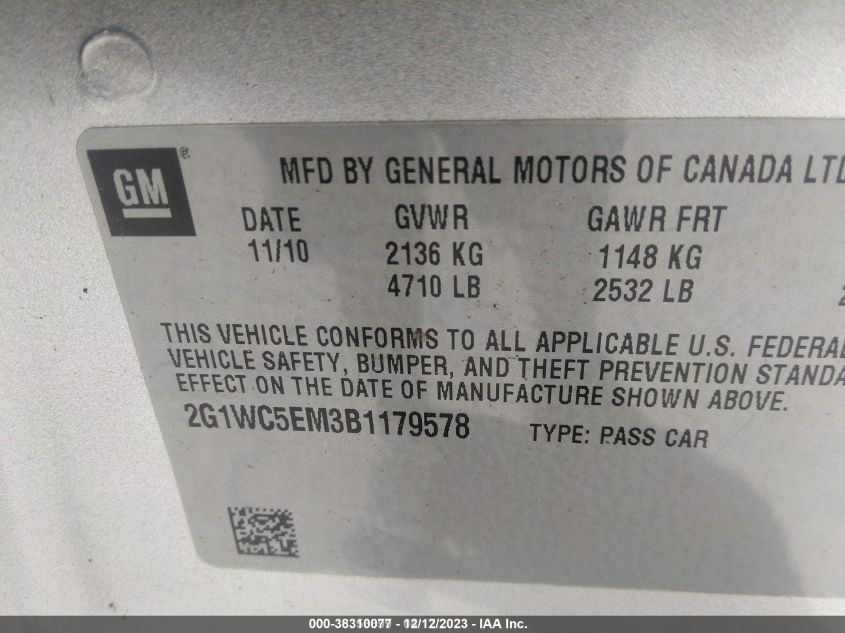 GM®
MFD BY GENERAL MOTORS OF CANADA LTD
DATE GVWR GAWR FRT
11/10 2136 KG 1148 KG
4710 LB 2532 LB
THIS VEHICLE CONFORMS TO ALL APPLICABLE U.S. FEDERAL
VEHICLE SAFETY, BUMPER, AND THEFT PREVENTION STANDA
EFFECT ON THE DATE OF MANUFACTURE SHOWN ABOVE.
2G1WC5EM3B1179578 TYPE: PASS CAR
000-38310077 - 12/12/2023 - IAA Inc.